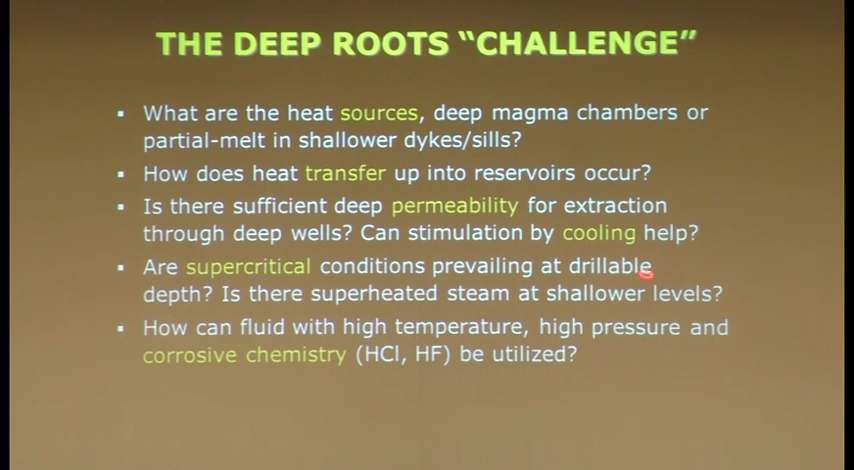 THE DEEP ROOTS “CHALLENGE”
▪ What are the heat sources, deep magma chambers or
partial-melt in shallower dykes/sills?
▪ How does heat transfer up into reservoirs occur?
▪ Is there sufficient deep permeability for extraction
through deep wells? Can stimulation by cooling help?
▪ Are supercritical conditions prevailing at drillable
depth? Is there superheated steam at shallower levels?
▪ How can fluid with high temperature, high pressure and
corrosive chemistry (HCl, HF) be utilized?